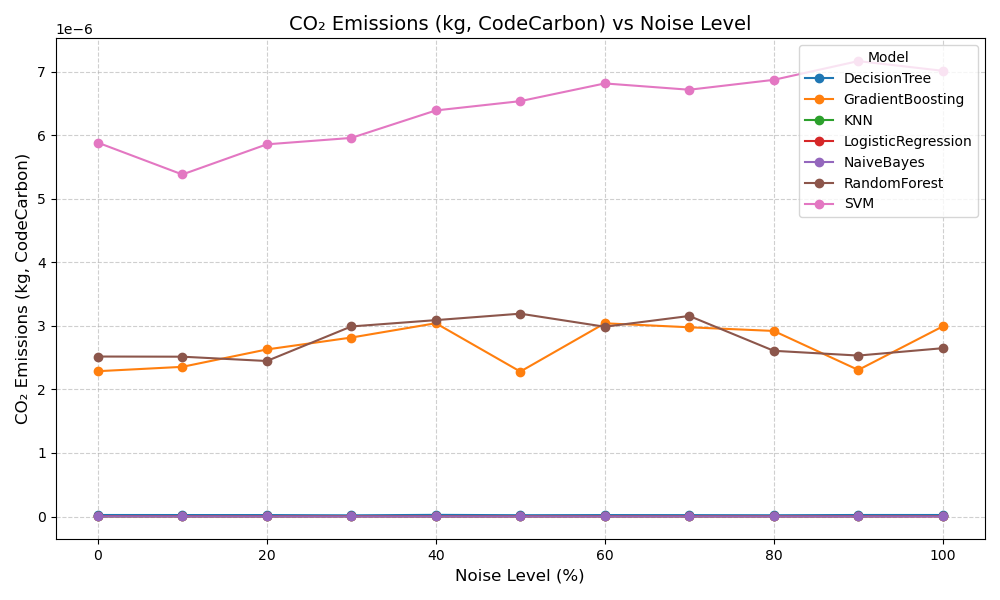 CO₂ Emissions (kg, CodeCarbon) vs Noise Level
1e−6
7
6
5
4
3
2
1
0
CO₂ Emissions (kg, CodeCarbon)
0 20 40 60 80 100
Noise Level (%)
Model
DecisionTree
GradientBoosting
KNN
LogisticRegression
NaiveBayes
RandomForest
SVM